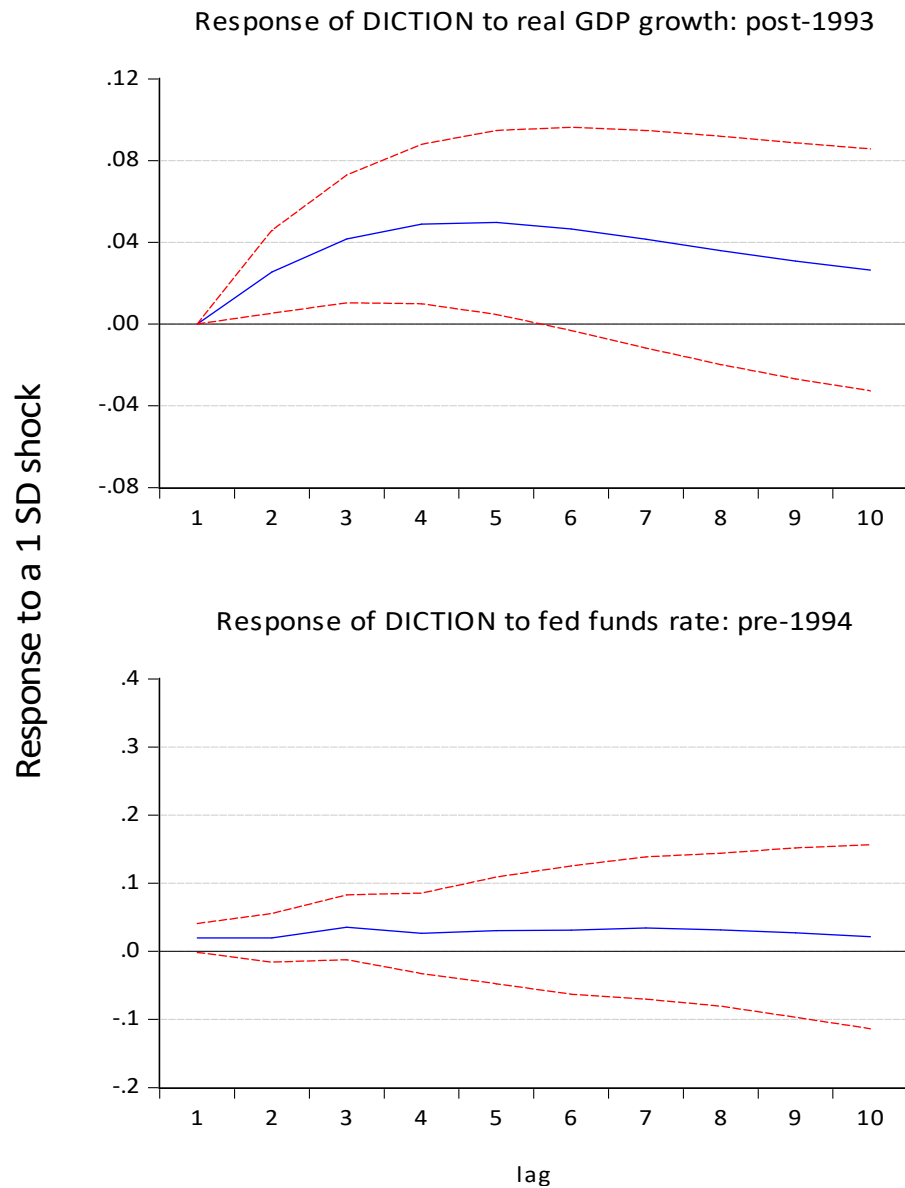 Response of DICTION to real GDP growth: post-1993
.12
.08
.04
.00
-.04
-.08
1 2 3 4 5 6 7 8 9 10
Response to a 1 SD shock
Response of DICTION to fed funds rate: pre-1994
.4
.3
.2
.1
.0
-.1
-.2
1 2 3 4 5 6 7 8 9 10
lag